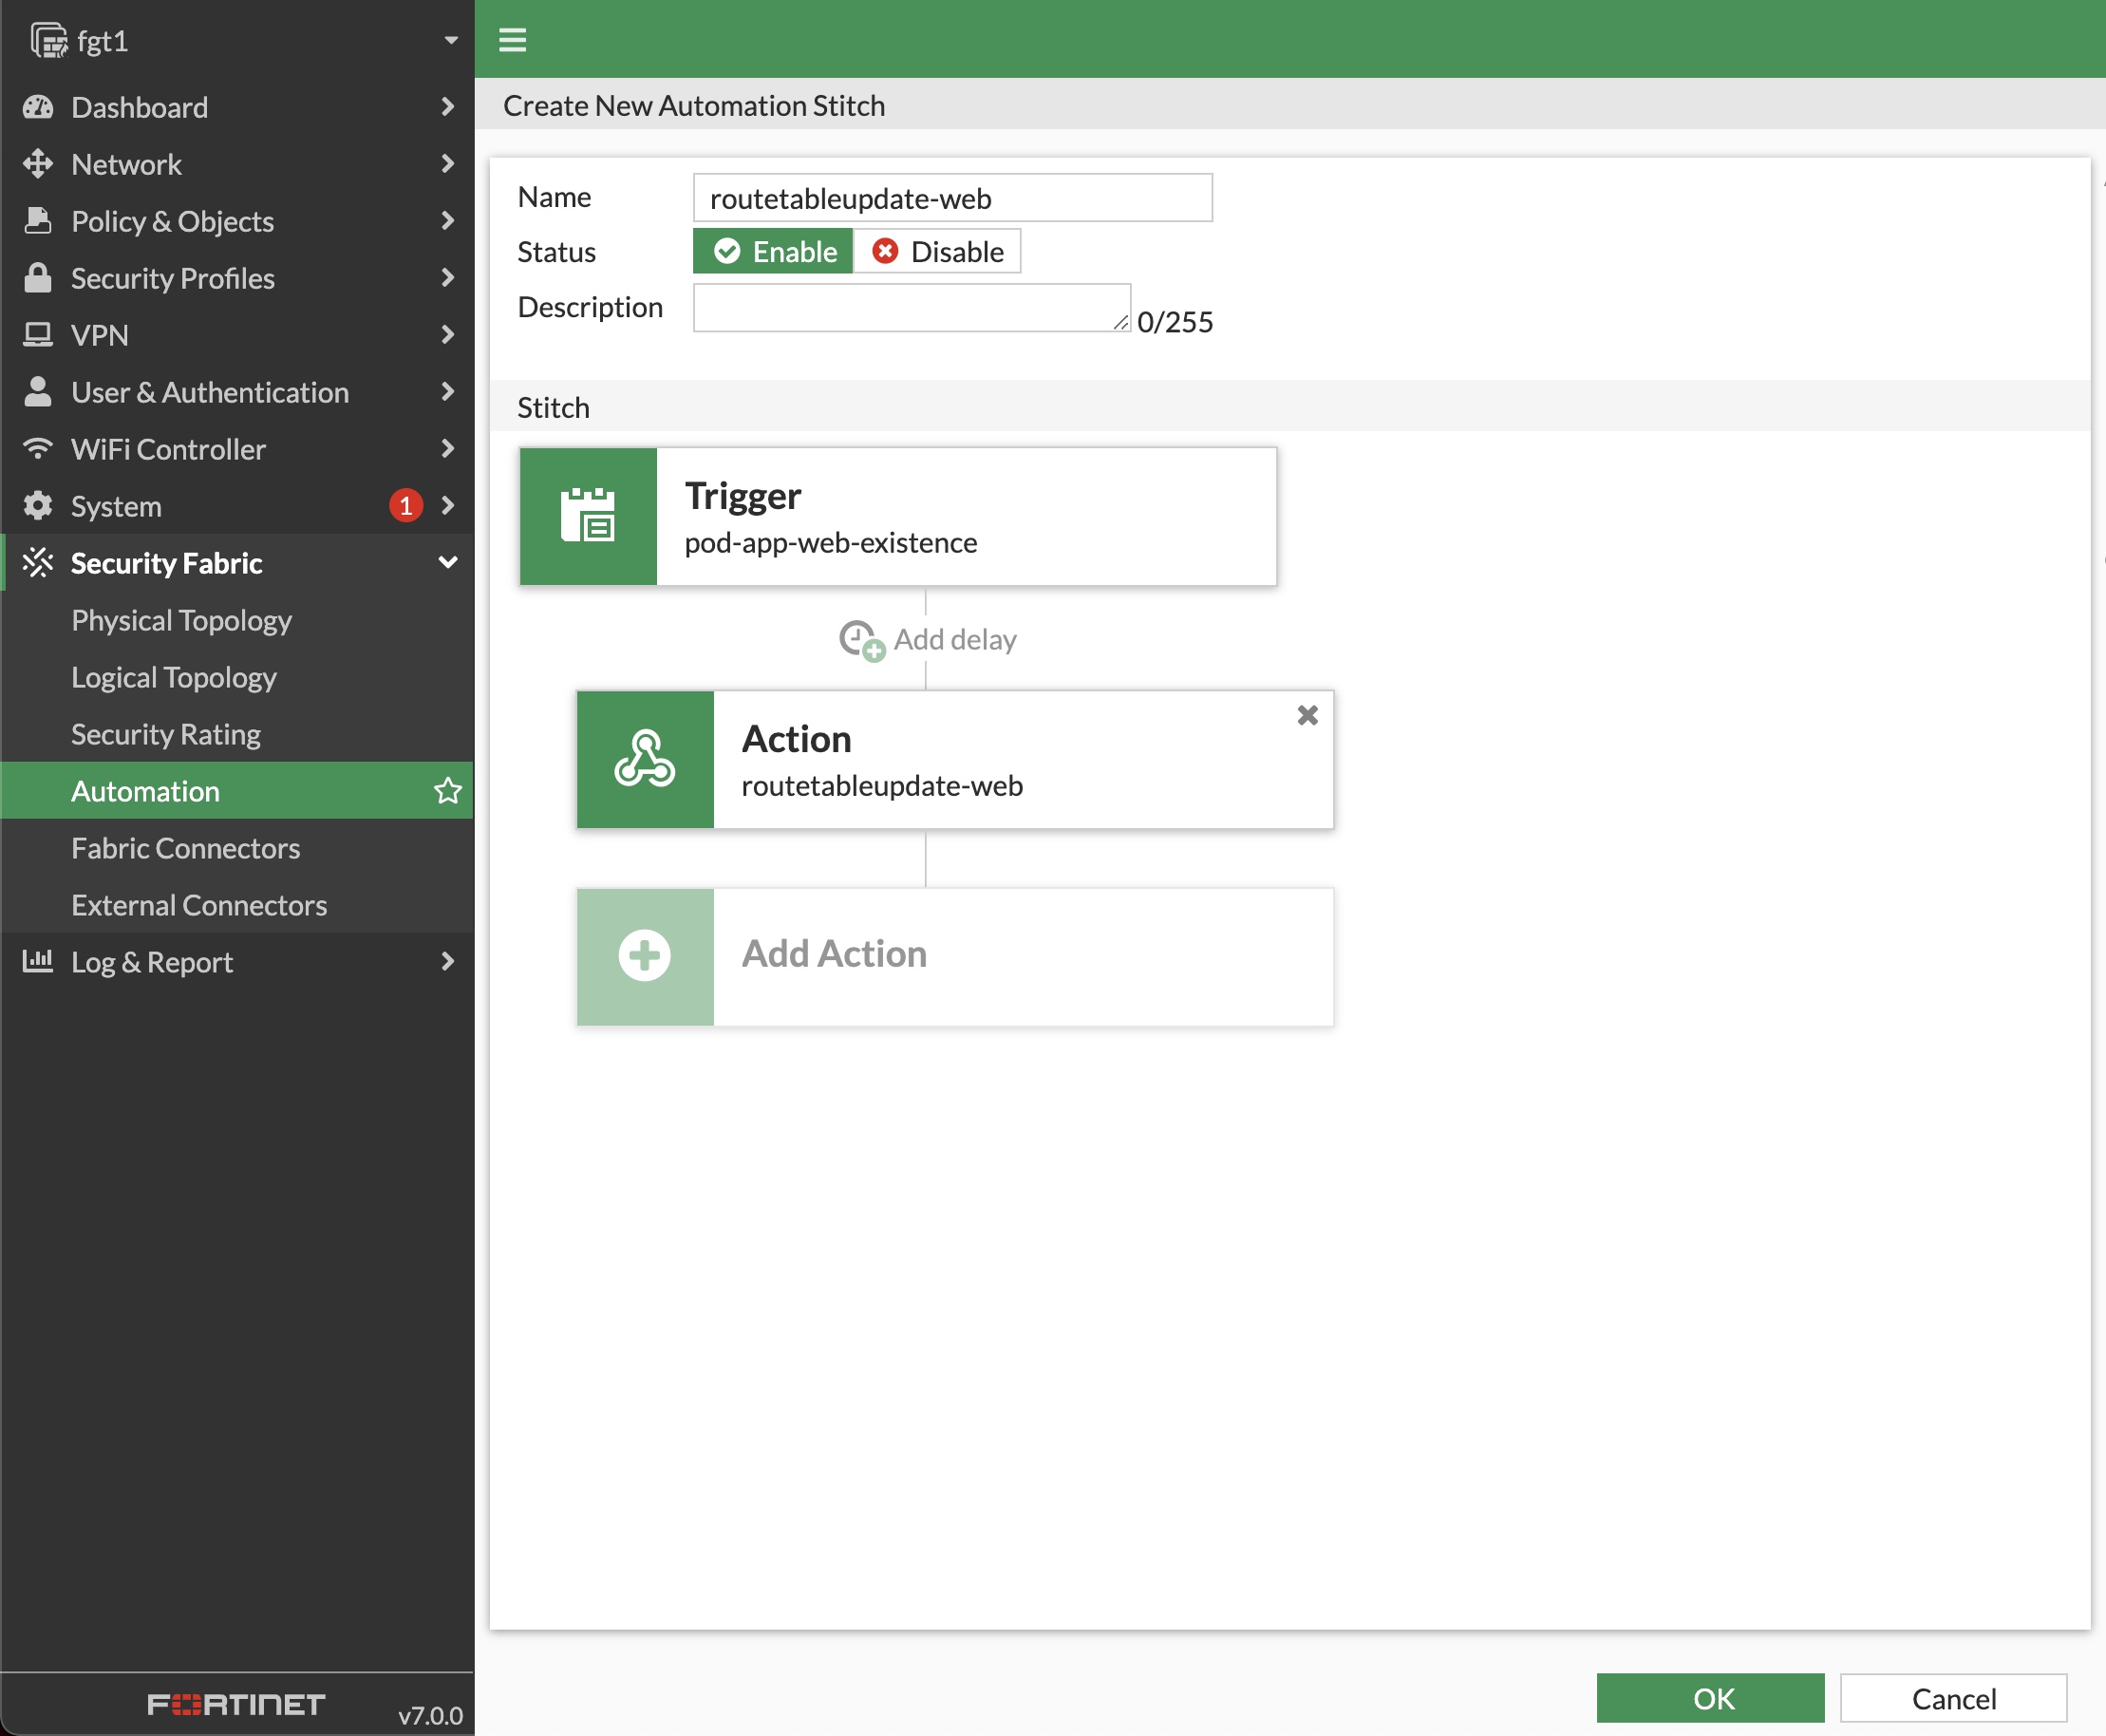 fgt1
Dashboard
Network
Policy & Objects
Security Profiles
VPN
User & Authentication
WiFi Controller
System 1
Security Fabric
Physical Topology
Logical Topology
Security Rating
Automation
Fabric Connectors
External Connectors
Log & Report
FORTINET v7.0.0
Create New Automation Stitch
Name routetableupdate-web
Status Enable Disable
Description 0/255
Stitch
Trigger
pod-app-web-existence
Add delay
Action
routetableupdate-web
Add Action
OK Cancel